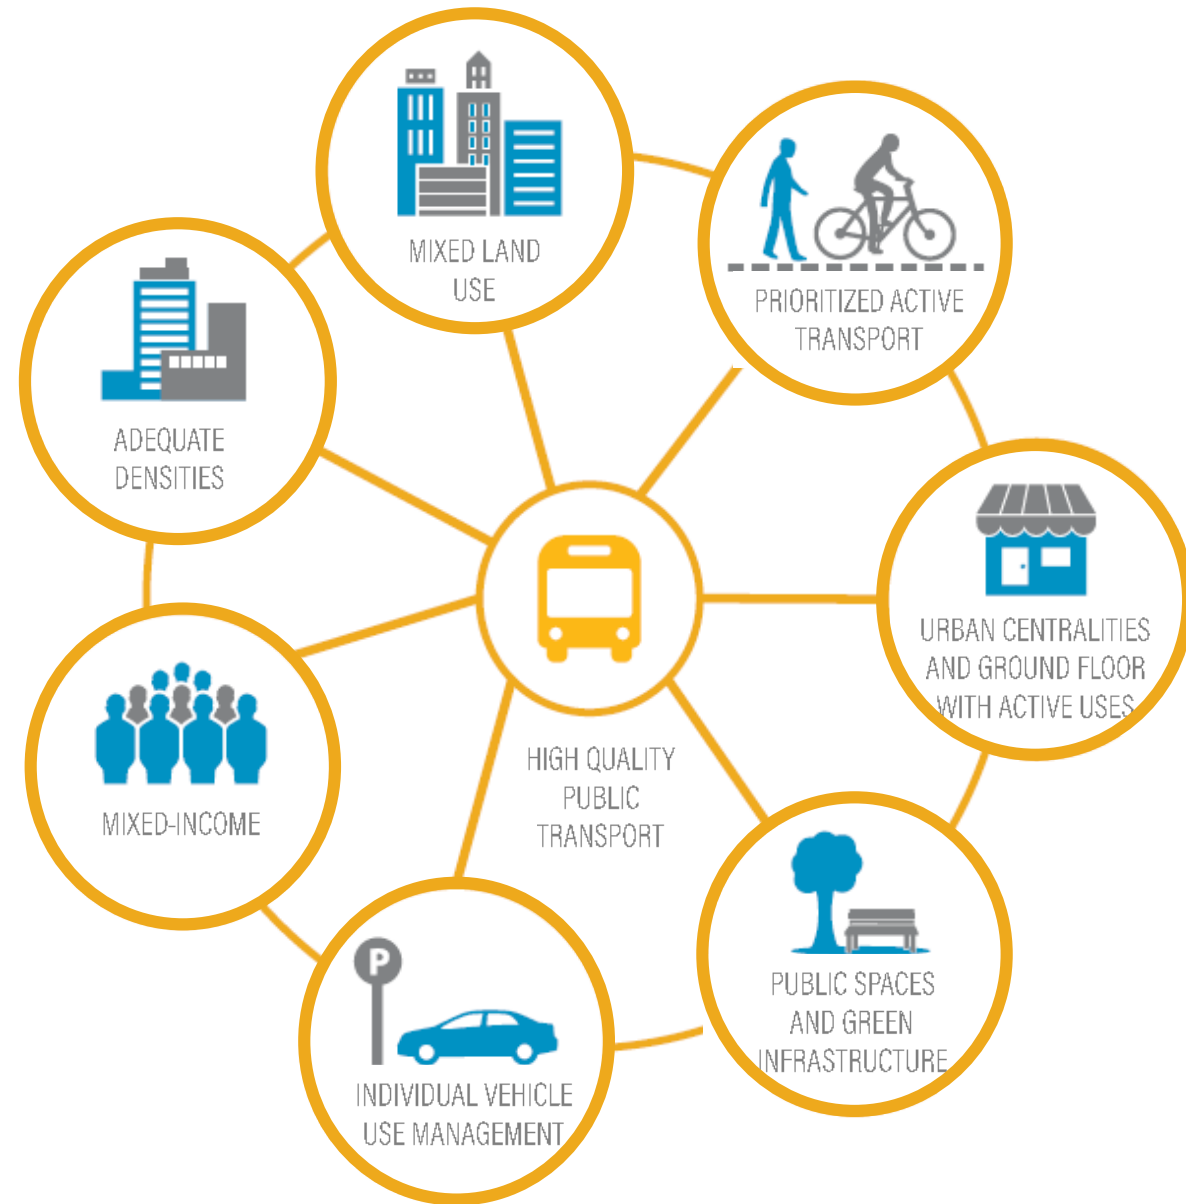 MIXED LAND
USE
PRIORITIZED ACTIVE
TRANSPORT
ADEQUATE
DENSITIES
URBAN CENTRALITIES
AND GROUND FLOOR
WITH ACTIVE USES
HIGH QUALITY
PUBLIC
TRANSPORT
MIXED-INCOME
P
PUBLIC SPACES
AND GREEN
INFRASTRUCTURE
INDIVIDUAL VEHICLE
USE MANAGEMENT